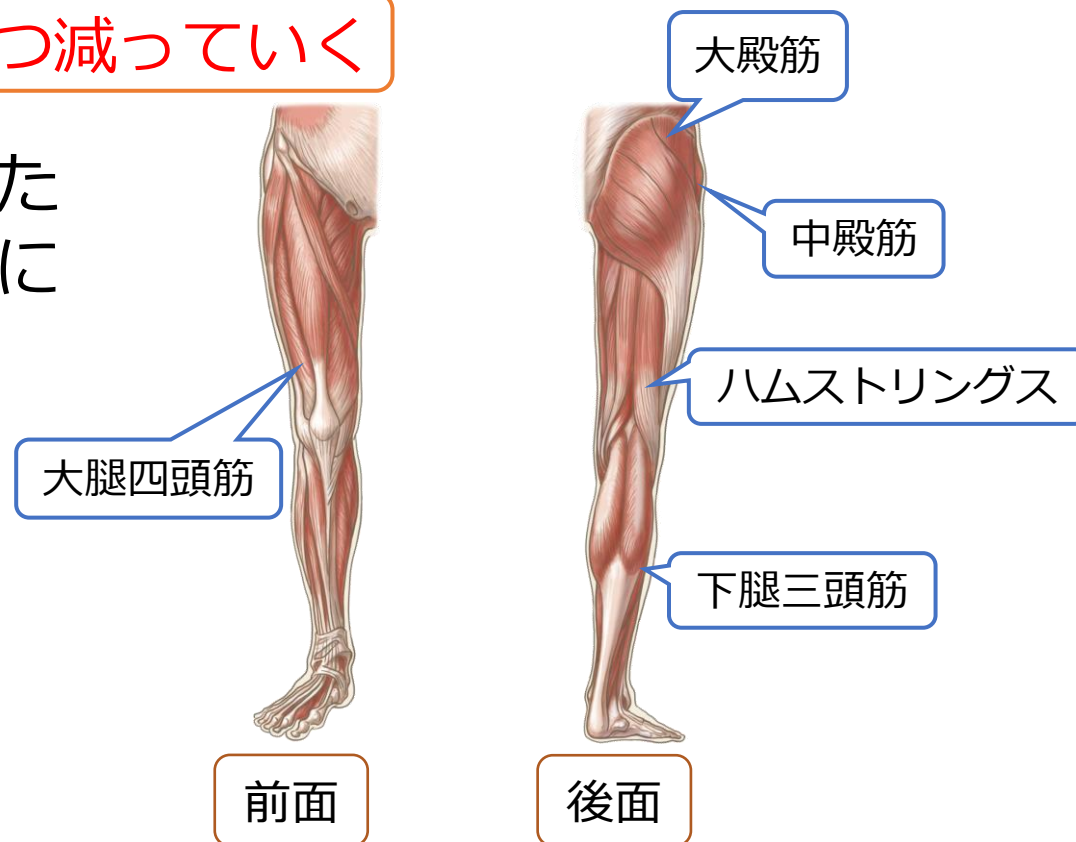 つ減っていく
た
に
大殿筋
中殿筋
ハムストリングス
大腿四頭筋
下腿三頭筋
前面
後面